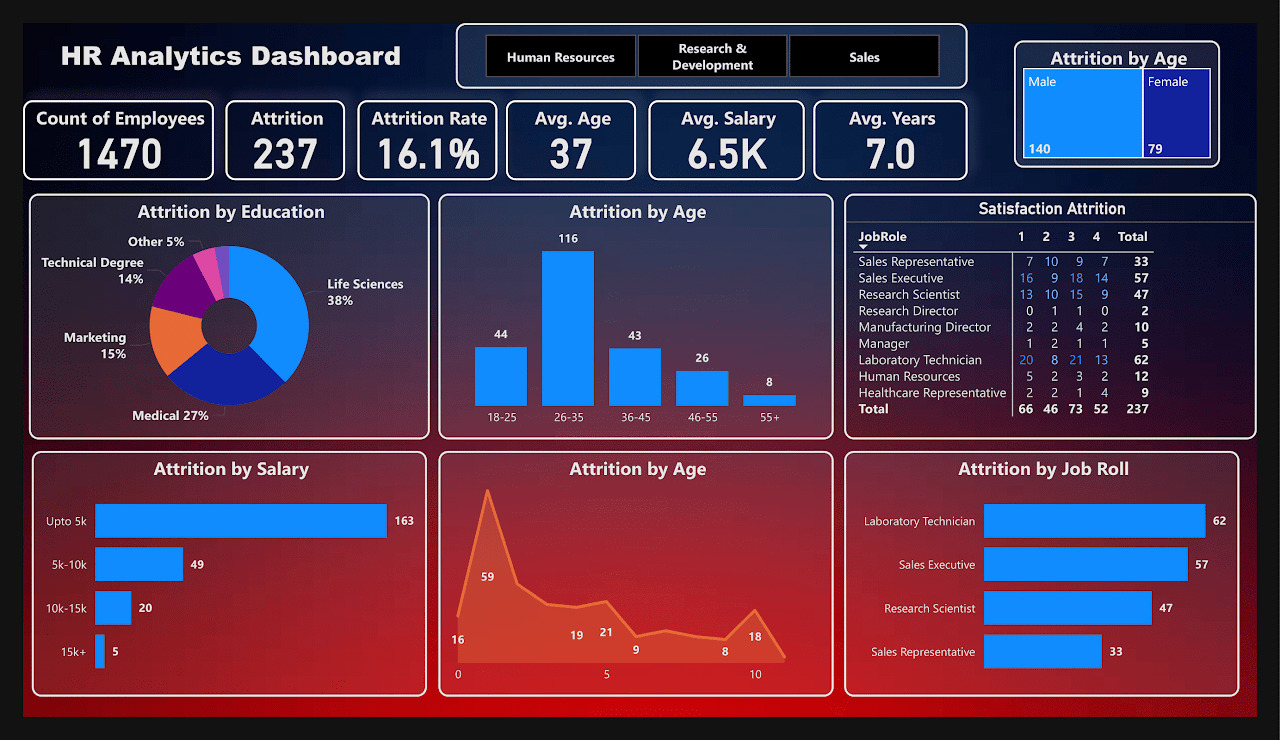 HR Analytics Dashboard
Human Resources
Research &
Development
Sales
Attrition by Age
Male
Female
140
79
Count of Employees
1470
Attrition
237
Attrition Rate
16.1%
Avg. Age
37
Avg. Salary
6.5K
Avg. Years
7.0
Attrition by Education
Other 5%
Technical Degree
14%
Life Sciences
38%
Marketing
15%
Medical 27%
Attrition by Age
116
44
43
26
8
18-25 26-35 36-45 46-55 55+
Satisfaction Attrition
JobRole 1 2 3 4 Total
Sales Representative 7 10 9 7 33
Sales Executive 16 9 18 14 57
Research Scientist 13 10 15 9 47
Research Director 0 1 1 0 2
Manufacturing Director 2 2 4 2 10
Manager 1 2 1 1 5
Laboratory Technician 20 8 21 13 62
Human Resources 5 2 3 2 12
Healthcare Representative 2 2 1 4 9
Total 66 46 73 52 237
Attrition by Salary
Upto 5k 163
5k-10k 49
10k-15k 20
15k+ 5
Attrition by Age
59
16
19
21
9
8
18
0 5 10
Attrition by Job Roll
Laboratory Technician 62
Sales Executive 57
Research Scientist 47
Sales Representative 33